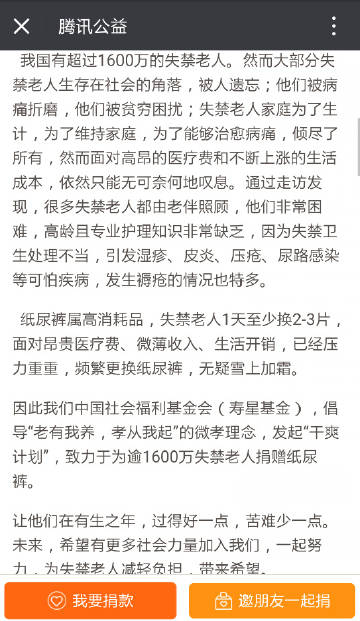 腾讯公益
我国有超过1600万的失禁老人。然而大部分失
禁老人生存在社会的角落，被人遗忘；他们被病
痛折磨，他们被贫穷困扰；失禁老人家庭为了生
计，为了维持家庭，为了能够治愈病痛，倾尽了
所有，然而面对高昂的医疗费和不断上涨的生活
成本，依然只能无可奈何地叹息。通过走访发
现，很多失禁老人都由老伴照顾，他们非常困
难，高龄且专业护理知识非常缺乏，因为失禁卫
生处理不当，引发湿疹、皮炎、压疮、尿路感染
等可怕疾病，发生褥疮的情况也特多。
纸尿裤属高消耗品，失禁老人1天至少换2-3片，
面对昂贵医疗费、微薄收入、生活开销，已经压
力重重，频繁更换纸尿裤，无疑雪上加霜。
因此我们中国社会福利基金会（寿星基金），倡
导“老有我养，孝从我起”的微孝理念，发起“干爽
计划”，致力于为逾1600万失禁老人捐赠纸尿
裤。
让他们在有生之年，过得好一点，苦难少一点。
未来，希望有更多社会力量加入我们，一起努
力，为失禁老人减轻负担，带来希望。
我要捐款
邀朋友一起捐